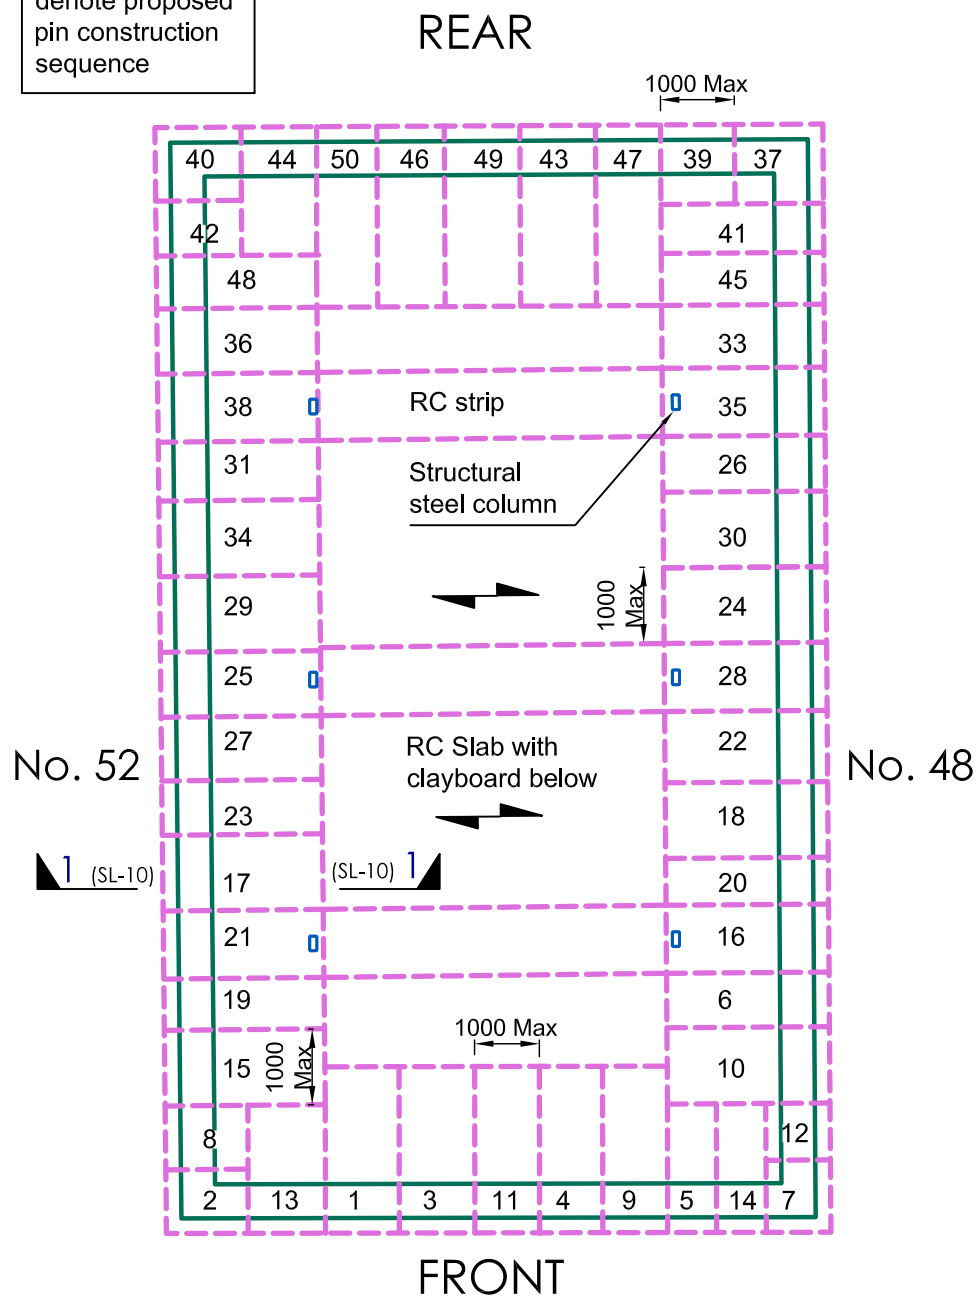 denote proposed
pin construction
sequence
REAR
1000 Max
40 44 50 46 49 43 47 39 37
42 41
48 45
36 33
38 RC strip 35
31 26
Structural
steel column
34 30
29 1000 Max 24
25 28
27 22
No. 52 RC Slab with No. 48
clayboard below
23 18
1 (SL-10) (SL-10) 1
17 20
21 16
19 6
1000 Max
15 1000 Max 10
8 12
2 13 1 3 11 4 9 5 14 7
FRONT